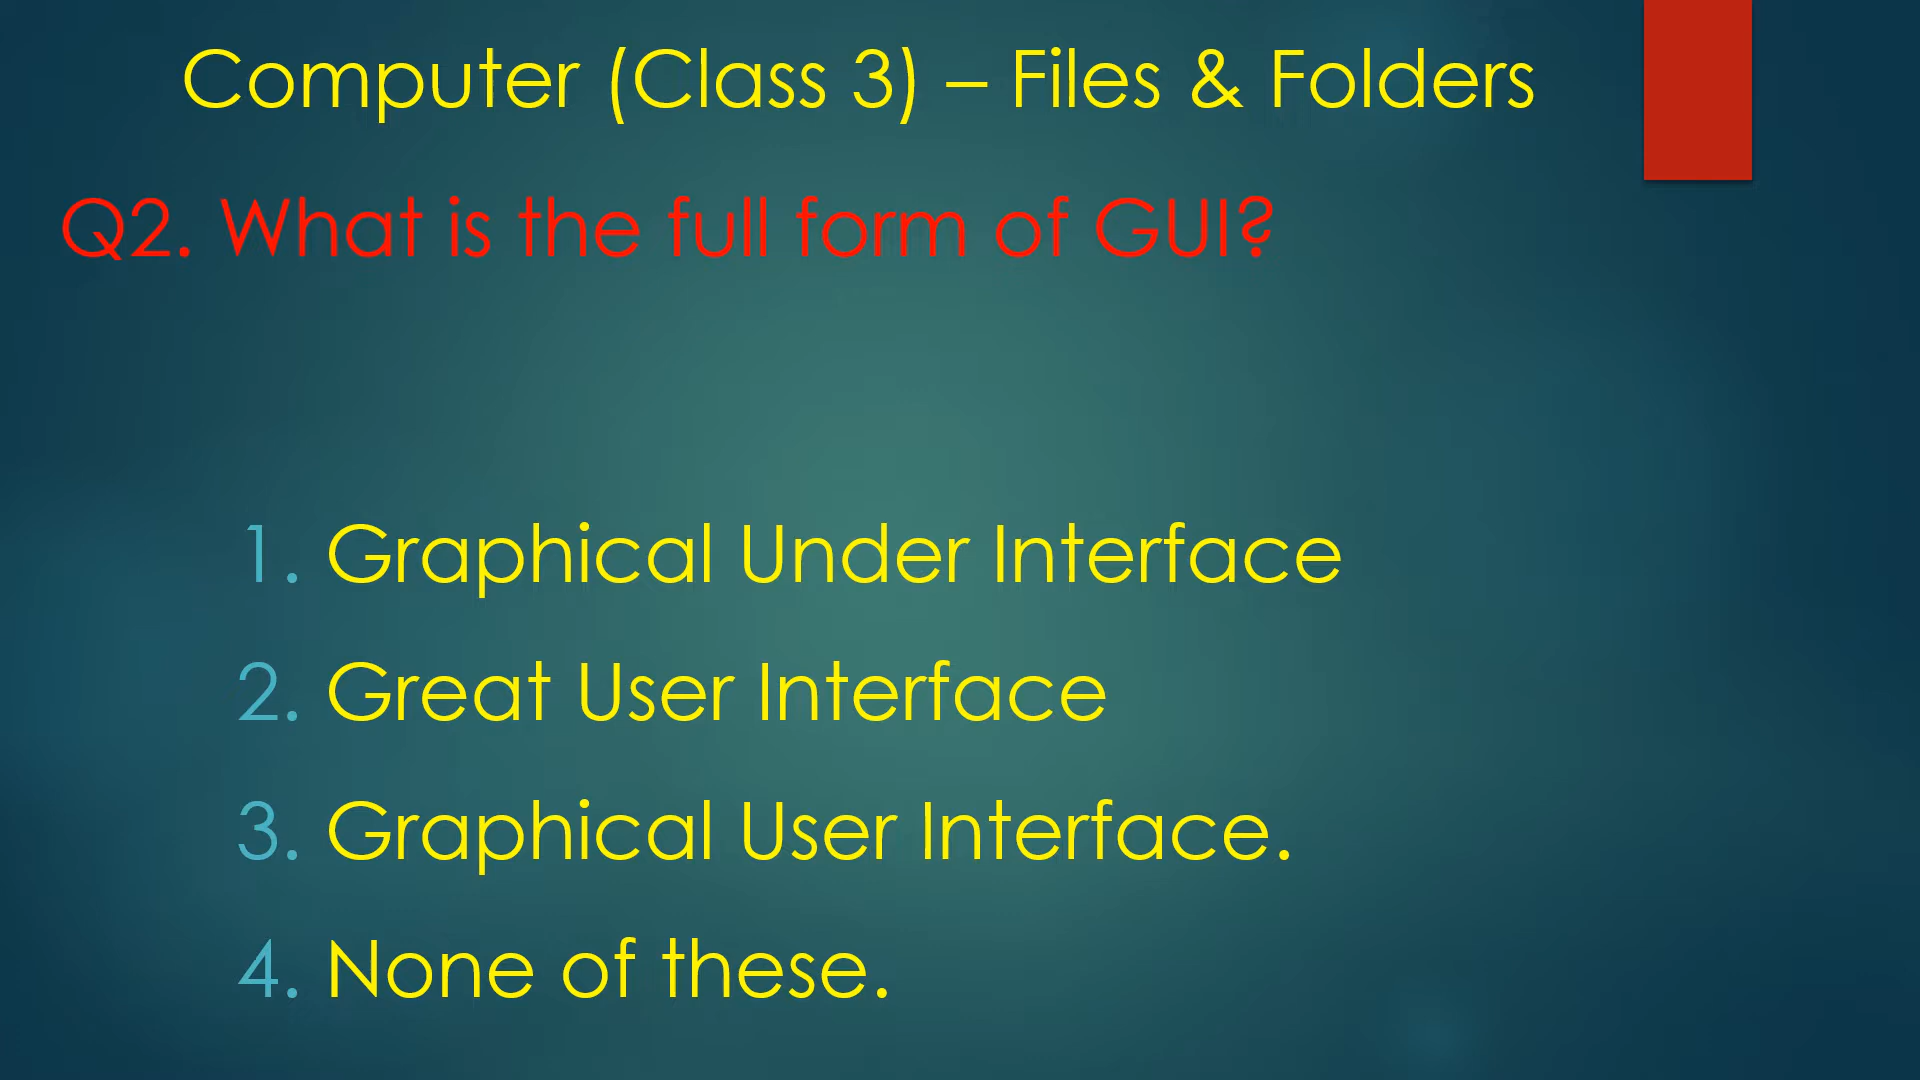 Computer (Class 3) – Files & Folders
Q2. What is the full form of GUI?
1. Graphical Under Interface
2. Great User Interface
3. Graphical User Interface.
4. None of these.